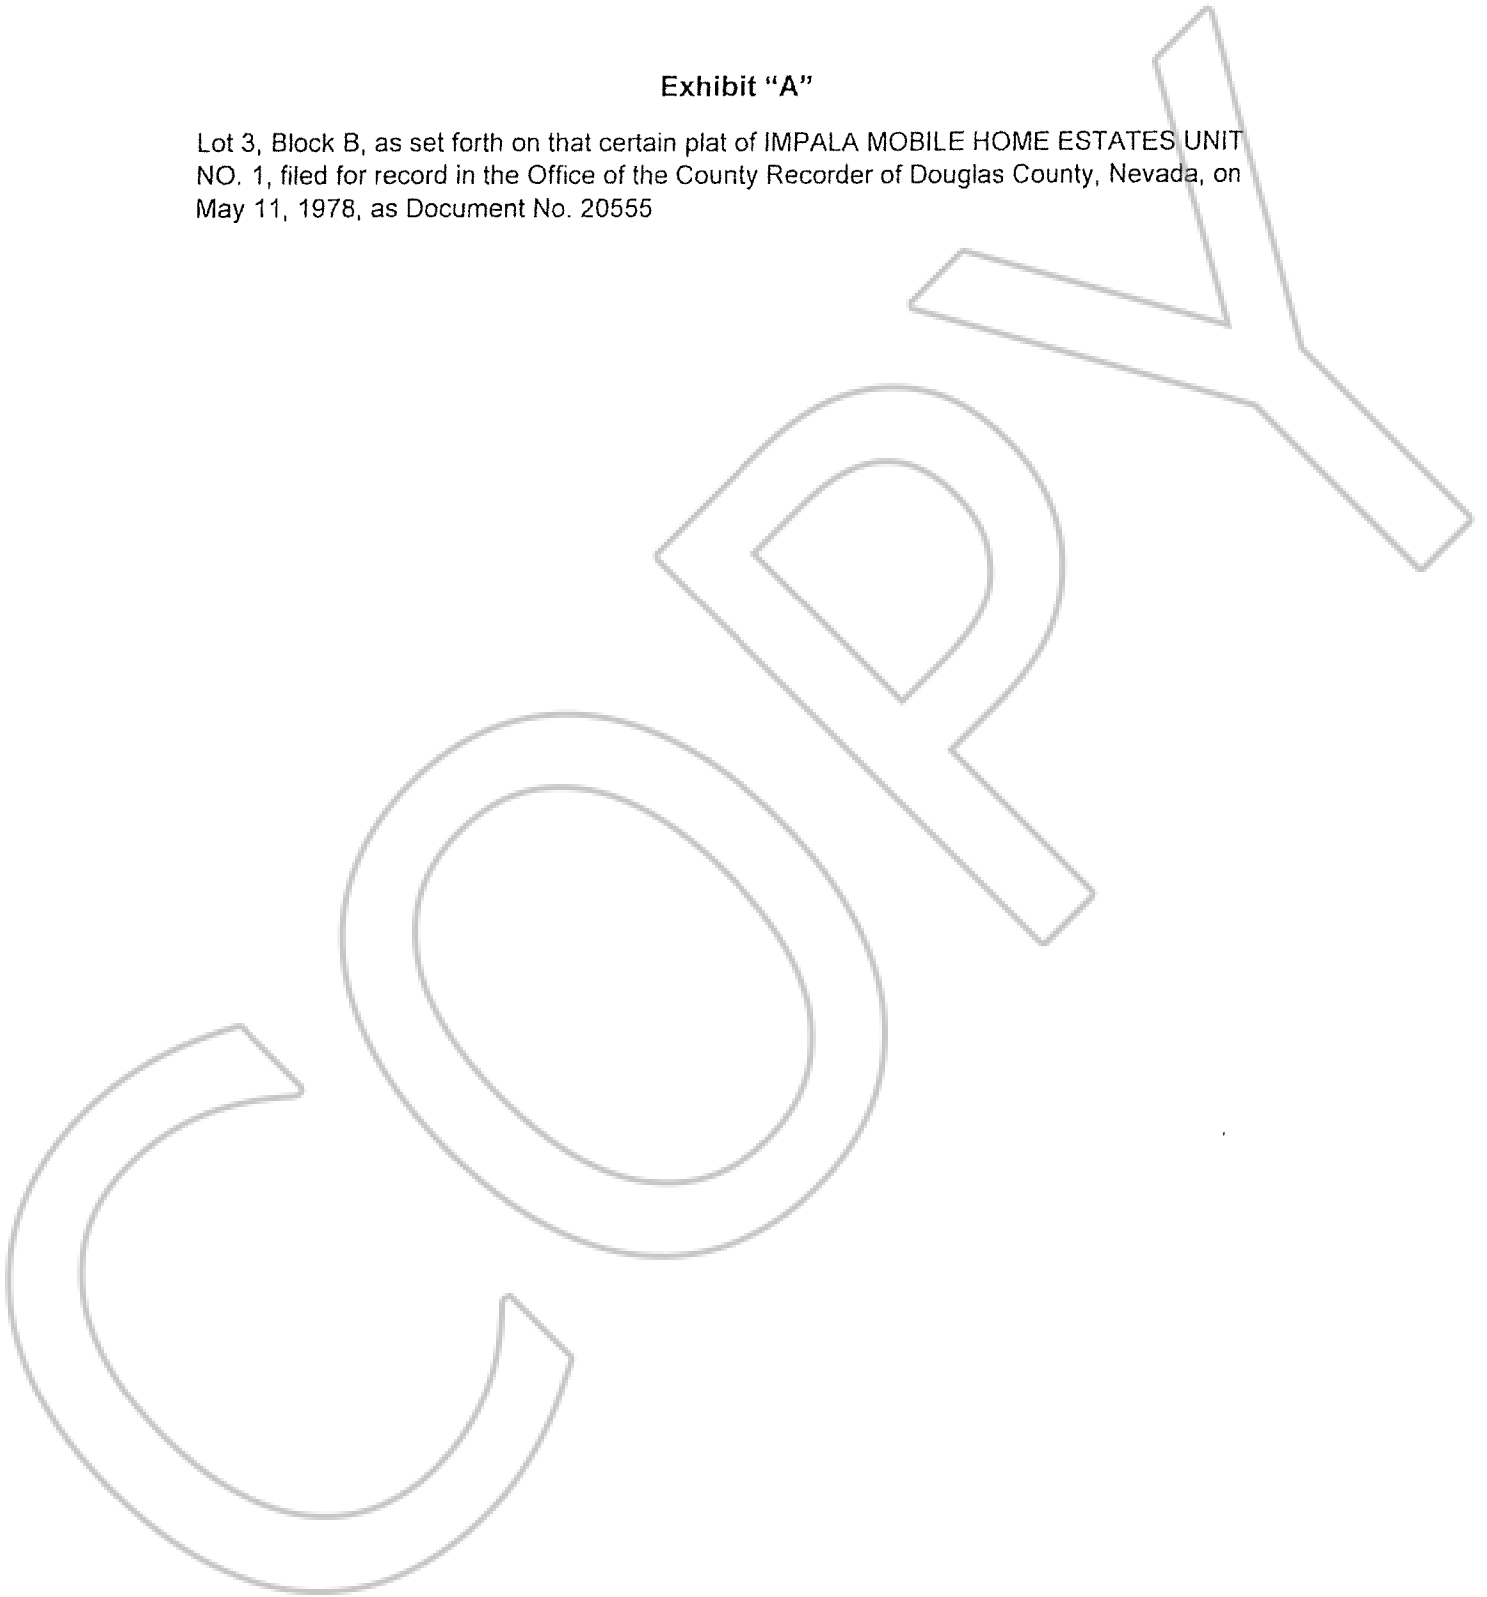 Exhibit “A”
Lot 3, Block B, as set forth on that certain plat of IMPALA MOBILE HOME ESTATES UNIT
NO. 1, filed for record in the Office of the County Recorder of Douglas County, Nevada, on
May 11, 1978, as Document No. 20555
COPY